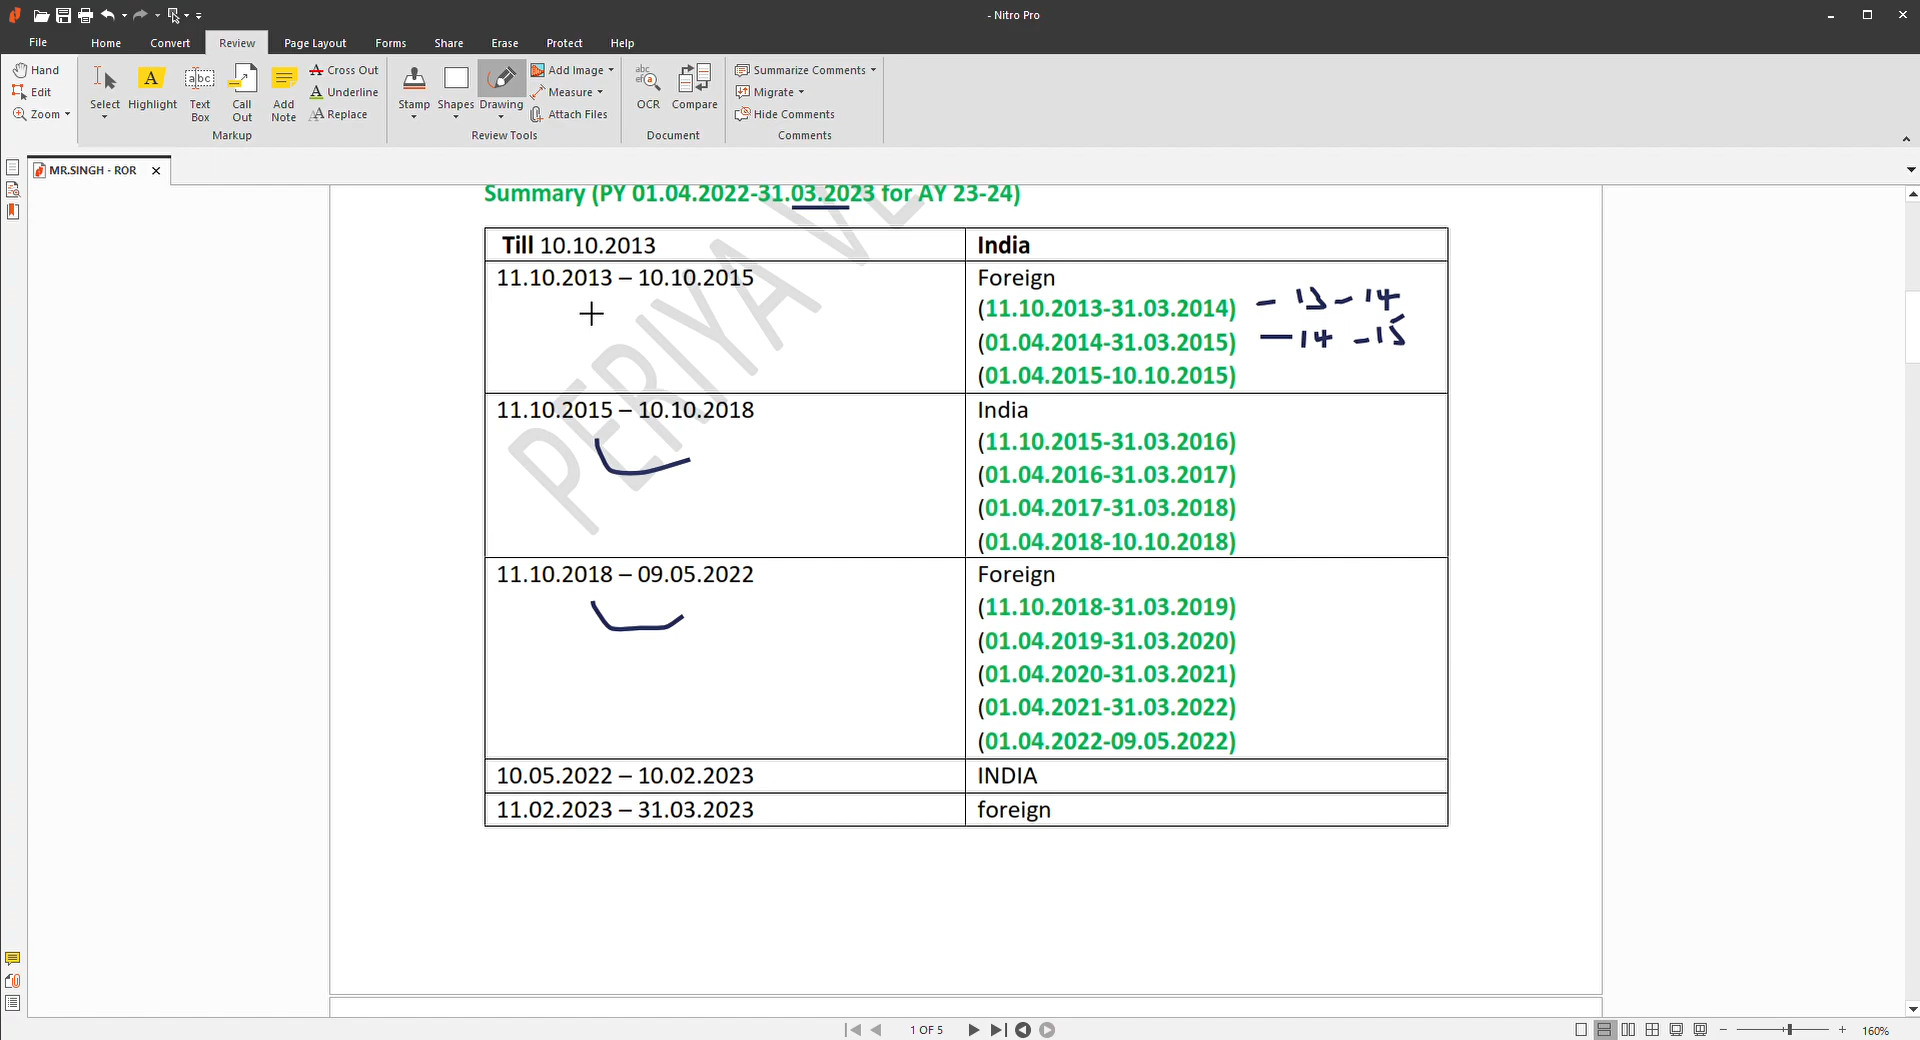 - Nitro Pro
File Home Convert Review Page Layout Forms Share Erase Protect Help
Hand
Edit
Zoom
Select
Highlight
Text Box
Call Out
Add Note
Cross Out
Underline
Replace
Markup
Stamp
Shapes
Drawing
Add Image
Measure
Attach Files
Review Tools
OCR
Compare
Document
Summarize Comments
Migrate
Hide Comments
Comments
MR.SINGH - ROR
Summary (PY 01.04.2022-31.03.2023 for AY 23-24)
Till 10.10.2013 India
11.10.2013 – 10.10.2015 Foreign
(11.10.2013-31.03.2014) - 13 - 14
(01.04.2014-31.03.2015) - 14 - 15
(01.04.2015-10.10.2015)
11.10.2015 – 10.10.2018 India
(11.10.2015-31.03.2016)
(01.04.2016-31.03.2017)
(01.04.2017-31.03.2018)
(01.04.2018-10.10.2018)
11.10.2018 – 09.05.2022 Foreign
(11.10.2018-31.03.2019)
(01.04.2019-31.03.2020)
(01.04.2020-31.03.2021)
(01.04.2021-31.03.2022)
(01.04.2022-09.05.2022)
10.05.2022 – 10.02.2023 INDIA
11.02.2023 – 31.03.2023 foreign
PERIYA VE
1 OF 5
160%